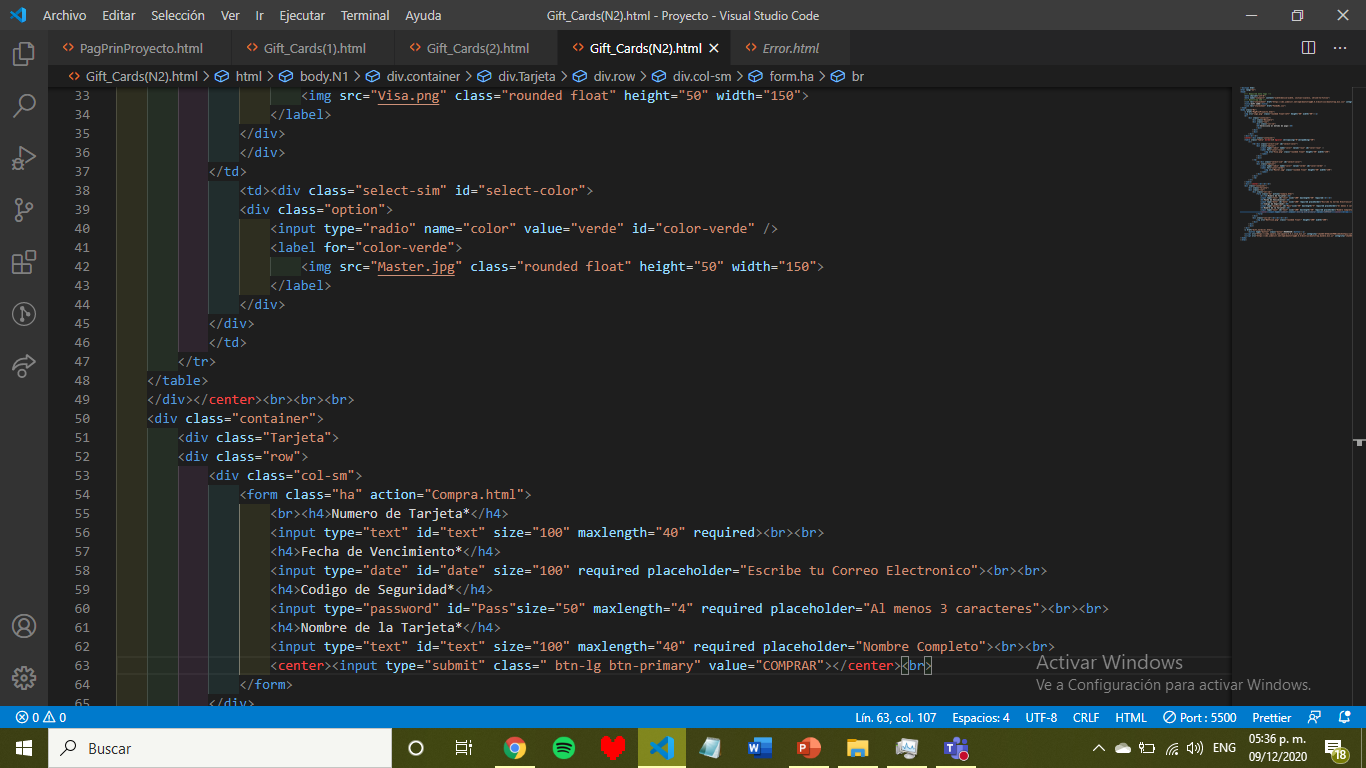 Archivo Editar Selección Ver Ir Ejecutar Terminal Ayuda Gift_Cards(N2).html - Proyecto - Visual Studio Code
PagPrinProyecto.html Gift_Cards(1).html Gift_Cards(2).html Gift_Cards(N2).html Error.html
Gift_Cards(N2).html > html > body.N1 > div.container > div.Tarjeta > div.row > div.col-sm > form.ha > br
33 <img src="Visa.png" class="rounded float" height="50" width="150">
34 </label>
35 </div>
36 </div>
37 </td>
38 <td><div class="select-sim" id="select-color">
39 <div class="option">
40 <input type="radio" name="color" value="verde" id="color-verde" />
41 <label for="color-verde">
42 <img src="Master.jpg" class="rounded float" height="50" width="150">
43 </label>
44 </div>
45 </div>
46 </td>
47 </tr>
48 </table>
49 </div></center><br><br><br>
50 <div class="container">
51 <div class="Tarjeta">
52 <div class="row">
53 <div class="col-sm">
54 <form class="ha" action="Compra.html">
55 <br><h4>Numero de Tarjeta*</h4>
56 <input type="text" id="text" size="100" maxlength="40" required><br><br>
57 <h4>Fecha de Vencimiento*</h4>
58 <input type="date" id="date" size="100" required placeholder="Escribe tu Correo Electronico"><br><br>
59 <h4>Codigo de Seguridad*</h4>
60 <input type="password" id="Pass"size="50" maxlength="4" required placeholder="Al menos 3 caracteres"><br><br>
61 <h4>Nombre de la Tarjeta*</h4>
62 <input type="text" id="text" size="100" maxlength="40" required placeholder="Nombre Completo"><br><br>
63 <center><input type="submit" class=" btn-lg btn-primary" value="COMPRAR"></center><br>
64 </form>
65 </div>
Activar Windows
Ve a Configuración para activar Windows.
0 0 Lín. 63, col. 107 Espacios: 4 UTF-8 CRLF HTML Port : 5500 Prettier
Buscar ENG 05:36 p. m.
09/12/2020 18